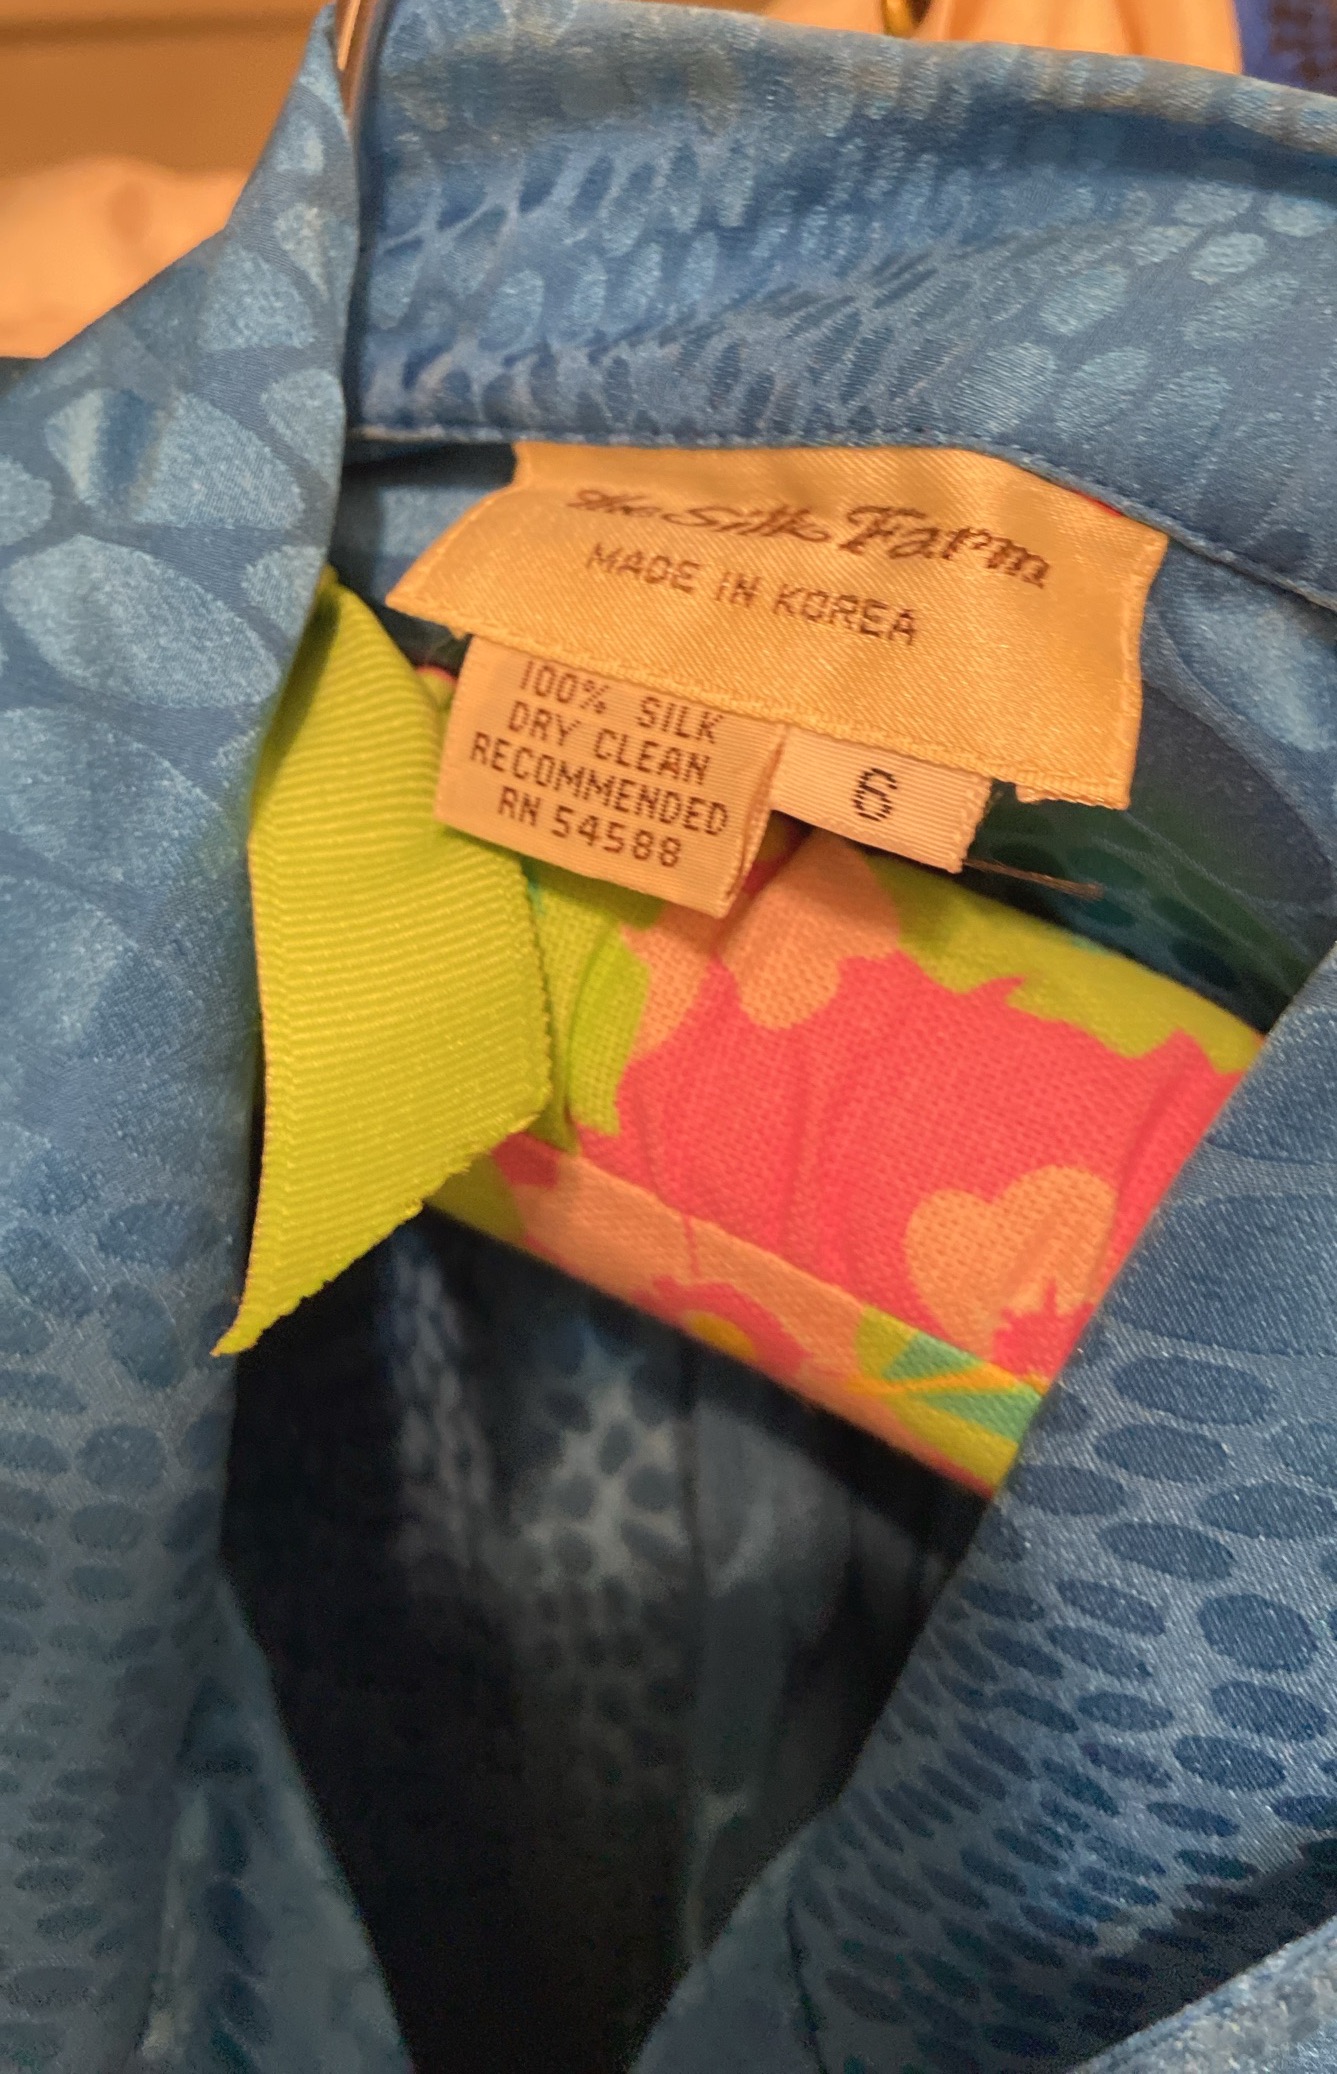 the Silk Farm
MADE IN KOREA
100% SILK
DRY CLEAN
RECOMMENDED
RN 54588
6